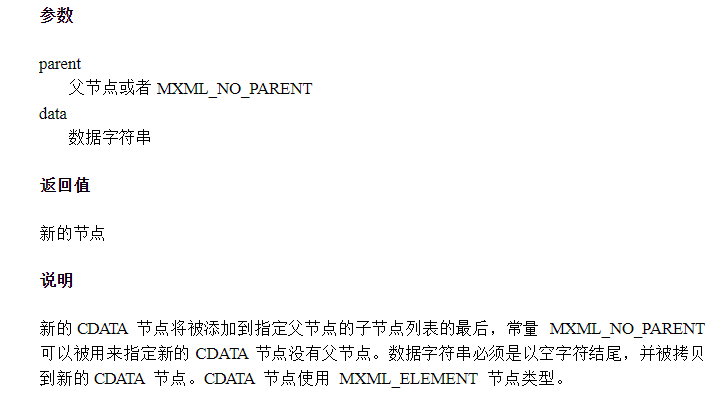 参数
parent
父节点或者 MXML_NO_PARENT
data
数据字符串
返回值
新的节点
说明
新的 CDATA 节点将被添加到指定父节点的子节点列表的最后，常量 MXML_NO_PARENT
可以被用来指定新的 CDATA 节点没有父节点。数据字符串必须是以空字符结尾，并被拷贝
到新的 CDATA 节点。CDATA 节点使用 MXML_ELEMENT 节点类型。